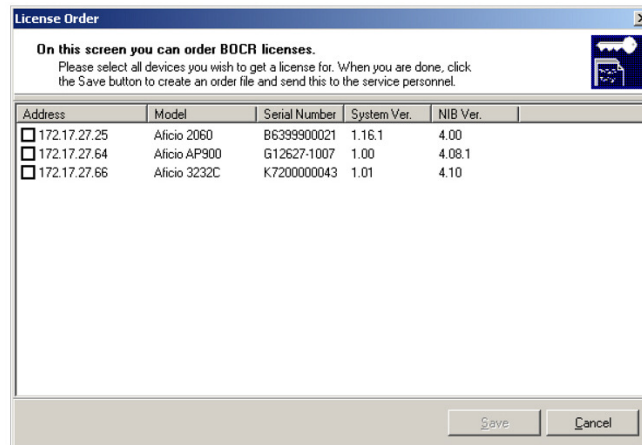 License Order
On this screen you can order BOCR licenses.
Please select all devices you wish to get a license for. When you are done, click
the Save button to create an order file and send this to the service personnel.
Address Model Serial Number System Ver. NIB Ver.
172.17.27.25 Aficio 2060 B6399900021 1.16.1 4.00
172.17.27.64 Aficio AP900 G12627-1007 1.00 4.08.1
172.17.27.66 Aficio 3232C K7200000043 1.01 4.10
Save Cancel